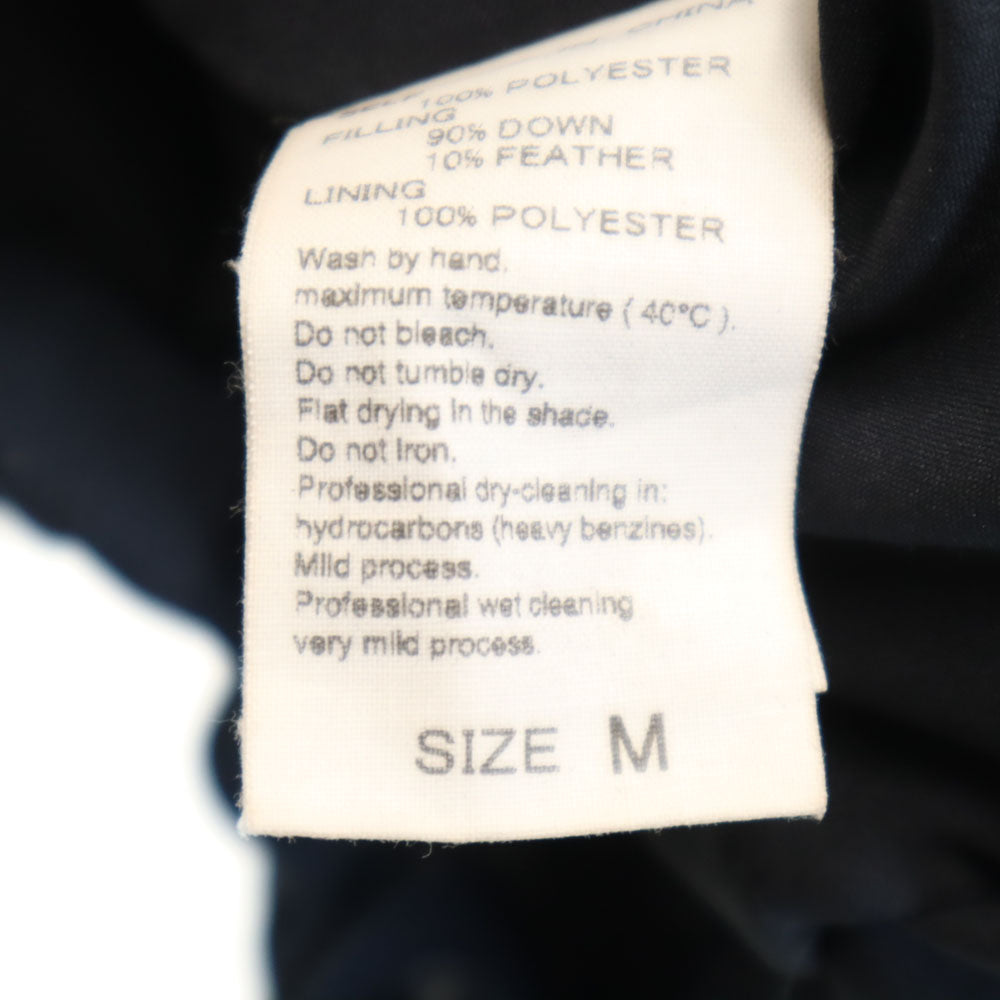 CHINA
SELF
100% POLYESTER
FILLING
90% DOWN
10% FEATHER
LINING
100% POLYESTER
Wash by hand,
maximum temperature ( 40°C ).
Do not bleach.
Do not tumble dry.
Flat drying in the shade.
Do not Iron.
Professional dry-cleaning in:
hydrocarbons (heavy benzines).
Mild process.
Professional wet cleaning
very mild process.
SIZE M